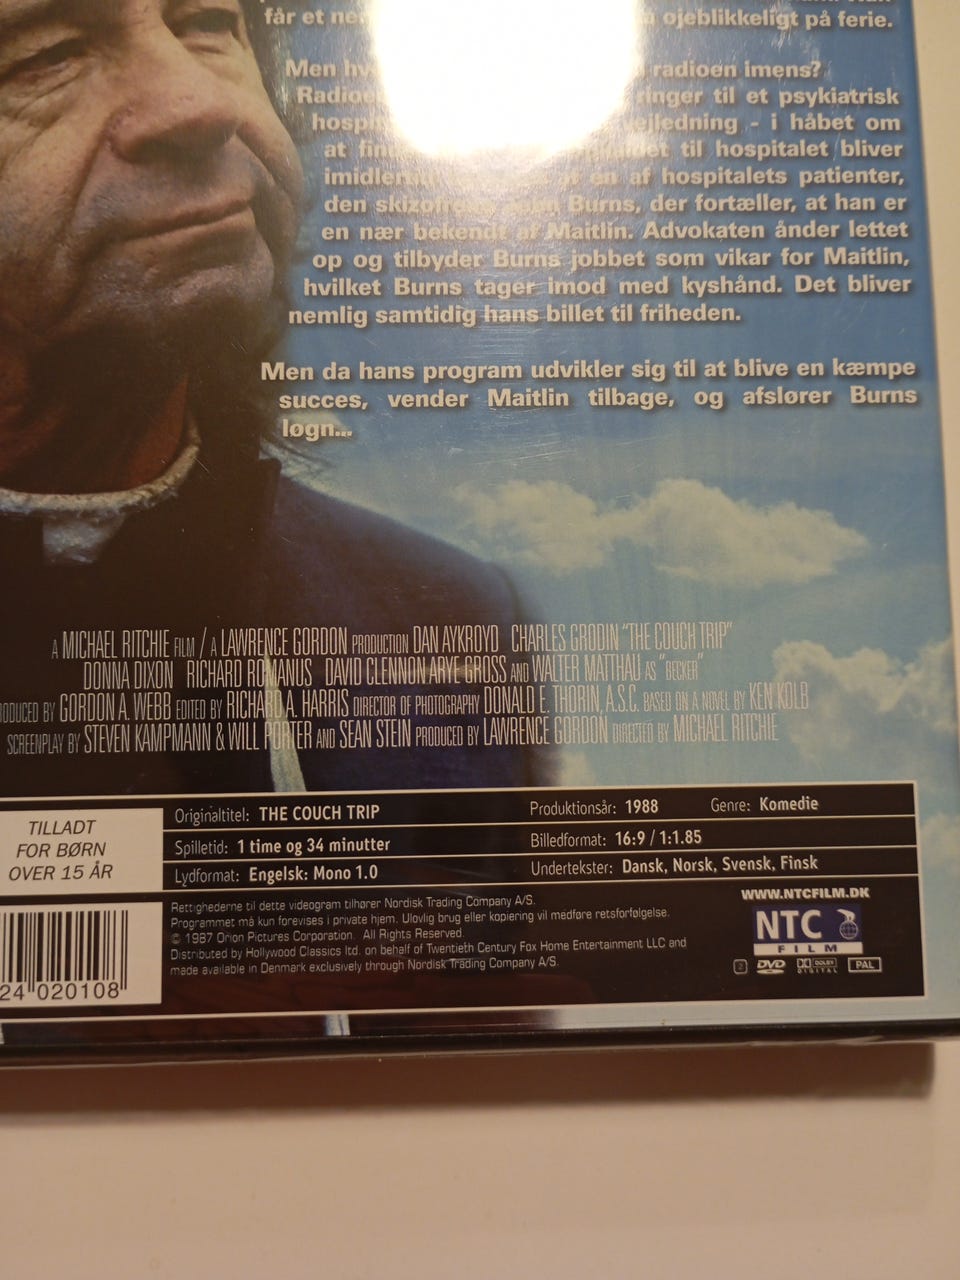 får et ojeblikkeligt på ferie.
Men radioen imens?
ringer til et psykiatrisk
- i håbet om
at til hospitalet bliver
en af hospitalets patienter,
den Burns, der fortæller, at han er
en nær bekendt af Maitlin. Advokaten ånder lettet
op og tilbyder Burns jobbet som vikar for Maitlin,
hvilket Burns tager imod med kyshånd. Det bliver
nemlig samtidig hans billet til friheden.
Men da hans program udvikler sig til at blive en kæmpe
succes, vender Maitlin tilbage, og afslører Burns
løgn...
A MICHAEL RITCHIE FILM / A LAWRENCE GORDON PRODUCTION DAN AYKROYD CHARLES GRODIN "THE COUCH TRIP"
DONNA DIXON RICHARD ROMANUS DAVID CLENNON ARYE GROSS AND WALTER MATTHAU AS "BECKER"
BY GORDON A. WEBB EDITED BY RICHARD A. HARRIS DIRECTOR OF PHOTOGRAPHY DONALD E. THORIN, A.S.C. BASED ON A NOVEL BY KEN KOLB
SCREENPLAY BY STEVEN KAMPMANN & WILL PORTER AND SEAN STEIN PRODUCED BY LAWRENCE GORDON DIRECTED BY MICHAEL RITCHIE
TILLADT
FOR BØRN
OVER 15 ÅR
Originaltitel: THE COUCH TRIP Produktionsår: 1988 Genre: Komedie
Spilletid: 1 time og 34 minutter Billedformat: 16:9 / 1:1.85
Lydformat: Engelsk: Mono 1.0 Undertekster: Dansk, Norsk, Svensk, Finsk
Rettighederne til dette videogram tilhører Nordisk Trading Company A/S.
Programmet må kun forevises i private hjem. Ulovlig brug eller kopiering vil medføre retsforfølgelse.
© 1987 Orion Pictures Corporation. All Rights Reserved.
Distributed by Hollywood Classics ltd. on behalf of Twentieth Century Fox Home Entertainment LLC and
made available in Denmark exclusively through Nordisk Trading Company A/S.
WWW.NTCFILM.DK
NTC
FILM
2 DVD DOLBY DIGITAL PAL
24 020108